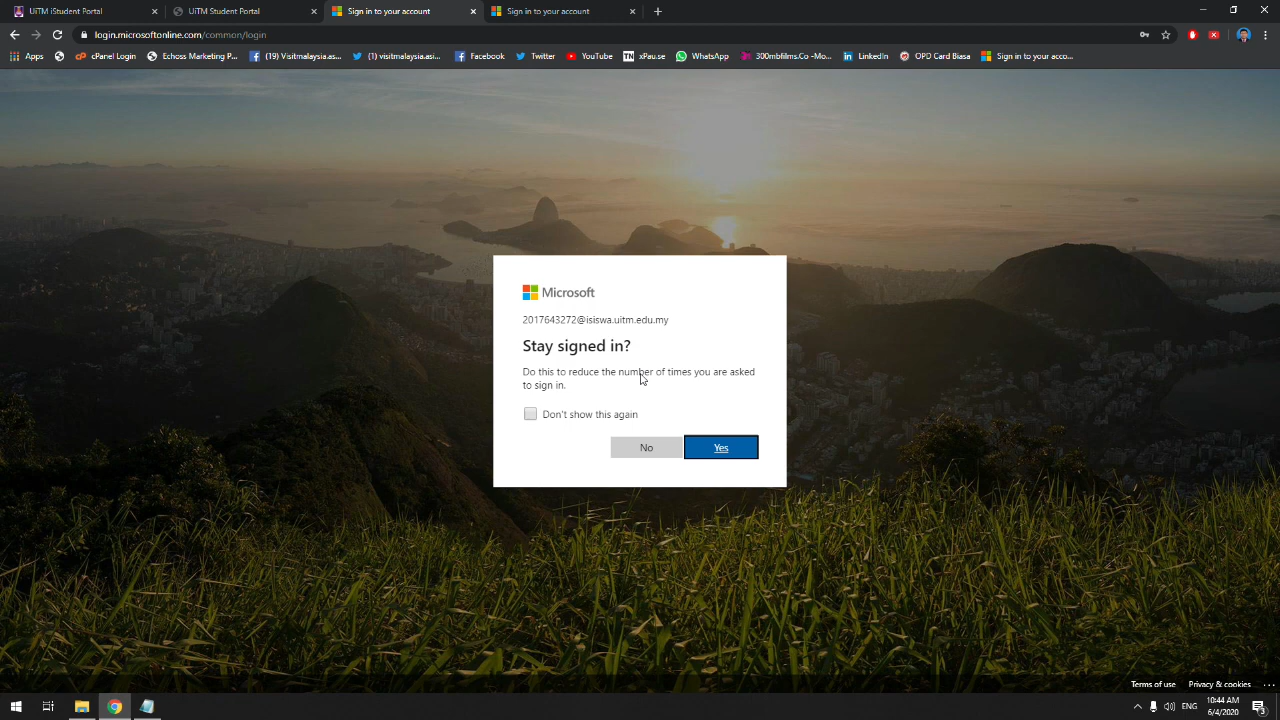 UiTM iStudent Portal
UiTM Student Portal
Sign in to your account
Sign in to your account
login.microsoftonline.com/common/login
Apps
cPanel Login
Echoss Marketing P...
(19) Visitmalaysia.asi...
(1) visitmalaysia.asi...
Facebook
Twitter
YouTube
TN xPau.se
WhatsApp
300mbfilms.Co -Mo...
LinkedIn
OPD Card Biasa
Sign in to your acco...
Microsoft
2017643272@isiswa.uitm.edu.my
Stay signed in?
Do this to reduce the number of times you are asked
to sign in.
Don't show this again
No
Yes
Terms of use
Privacy & cookies
...
ENG
10:44 AM
6/4/2020